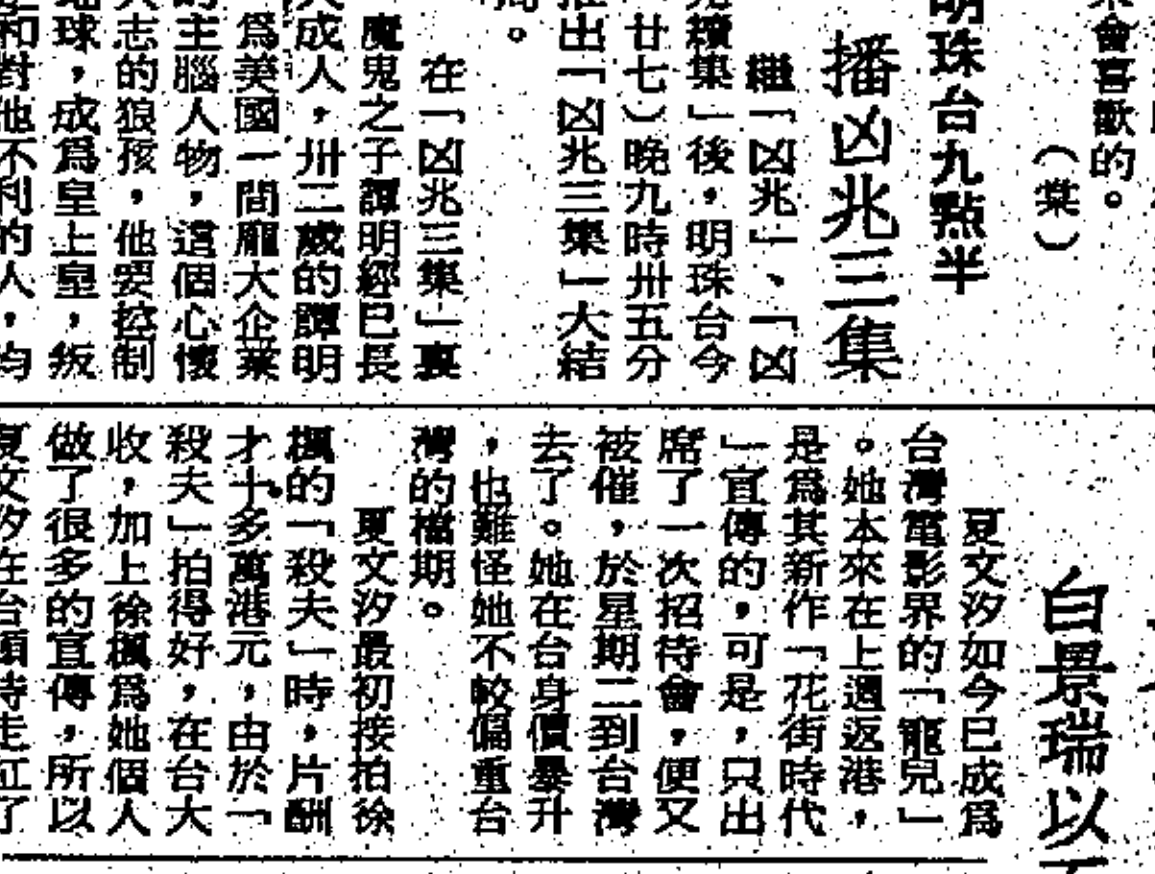 會喜歡的。
（棠）
明珠台九點半
播凶兆三集
繼「凶兆」、「凶
兆續集」後，明珠台今
（廿七）晚九時卅五分
推出「凶兆三集」大結
局。
在「凶兆三集」裏
魔鬼之子譚明經已長
大成人，卅二歲的譚明
爲美國一間龐大企業
的主腦人物，這個心懷
大志的狼孩，他要控制
地球，成爲皇上皇，叛
和對他不利的人，均
白景瑞以
夏文汐如今已成爲
台灣電影界的「寵兒」
。她本來在上週返港，
是爲其新作「花街時代
」宣傳的，可是，只出
席了一次招待會，便又
被催，於星期二到台灣
去了。她在台身價暴升
，也難怪她不較偏重台
灣的檔期。
夏文汐最初接拍徐
楓的「殺夫」時，片酬
才十多萬港元，由於「
殺夫」拍得好，在台大
收，加上徐楓爲她個人
做了很多的宣傳，所以
夏文汐在台頓時走紅了